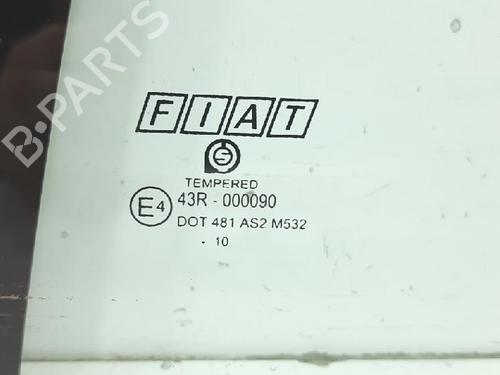 FIAT
S
TEMPERED
E4 43R - 000090
DOT 481 AS2 M532
- 10
B-PARTS